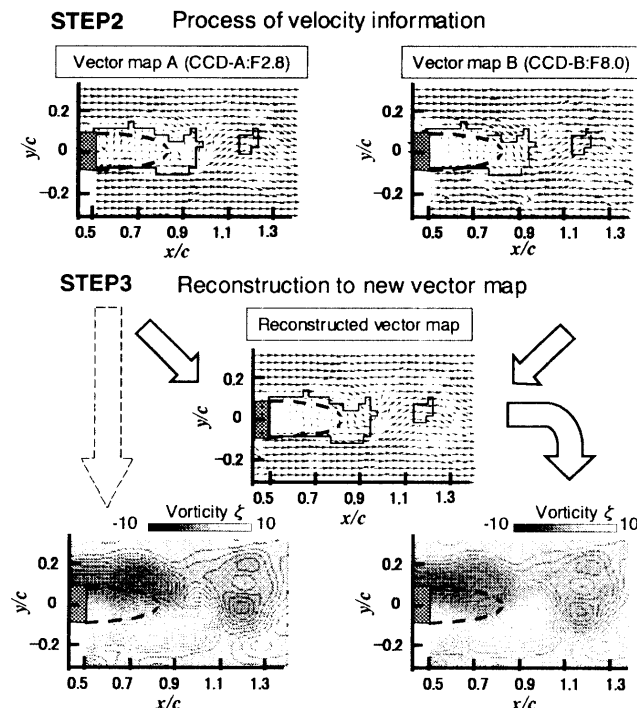 STEP2 Process of velocity information
Vector map A (CCD-A:F2.8)
Vector map B (CCD-B:F8.0)
0.2
y/c
0
−0.2
0.5 0.7 0.9 1.1 1.3
x/c
0.2
y/c
0
−0.2
0.5 0.7 0.9 1.1 1.3
x/c
STEP3 Reconstruction to new vector map
Reconstructed vector map
0.2
y/c
0
−0.2
0.5 0.7 0.9 1.1 1.3
x/c
Vorticity ξ
-10 10
0.2
y/c
0
−0.2
0.5 0.7 0.9 1.1 1.3
x/c
Vorticity ξ
-10 10
0.2
y/c
0
−0.2
0.5 0.7 0.9 1.1 1.3
x/c